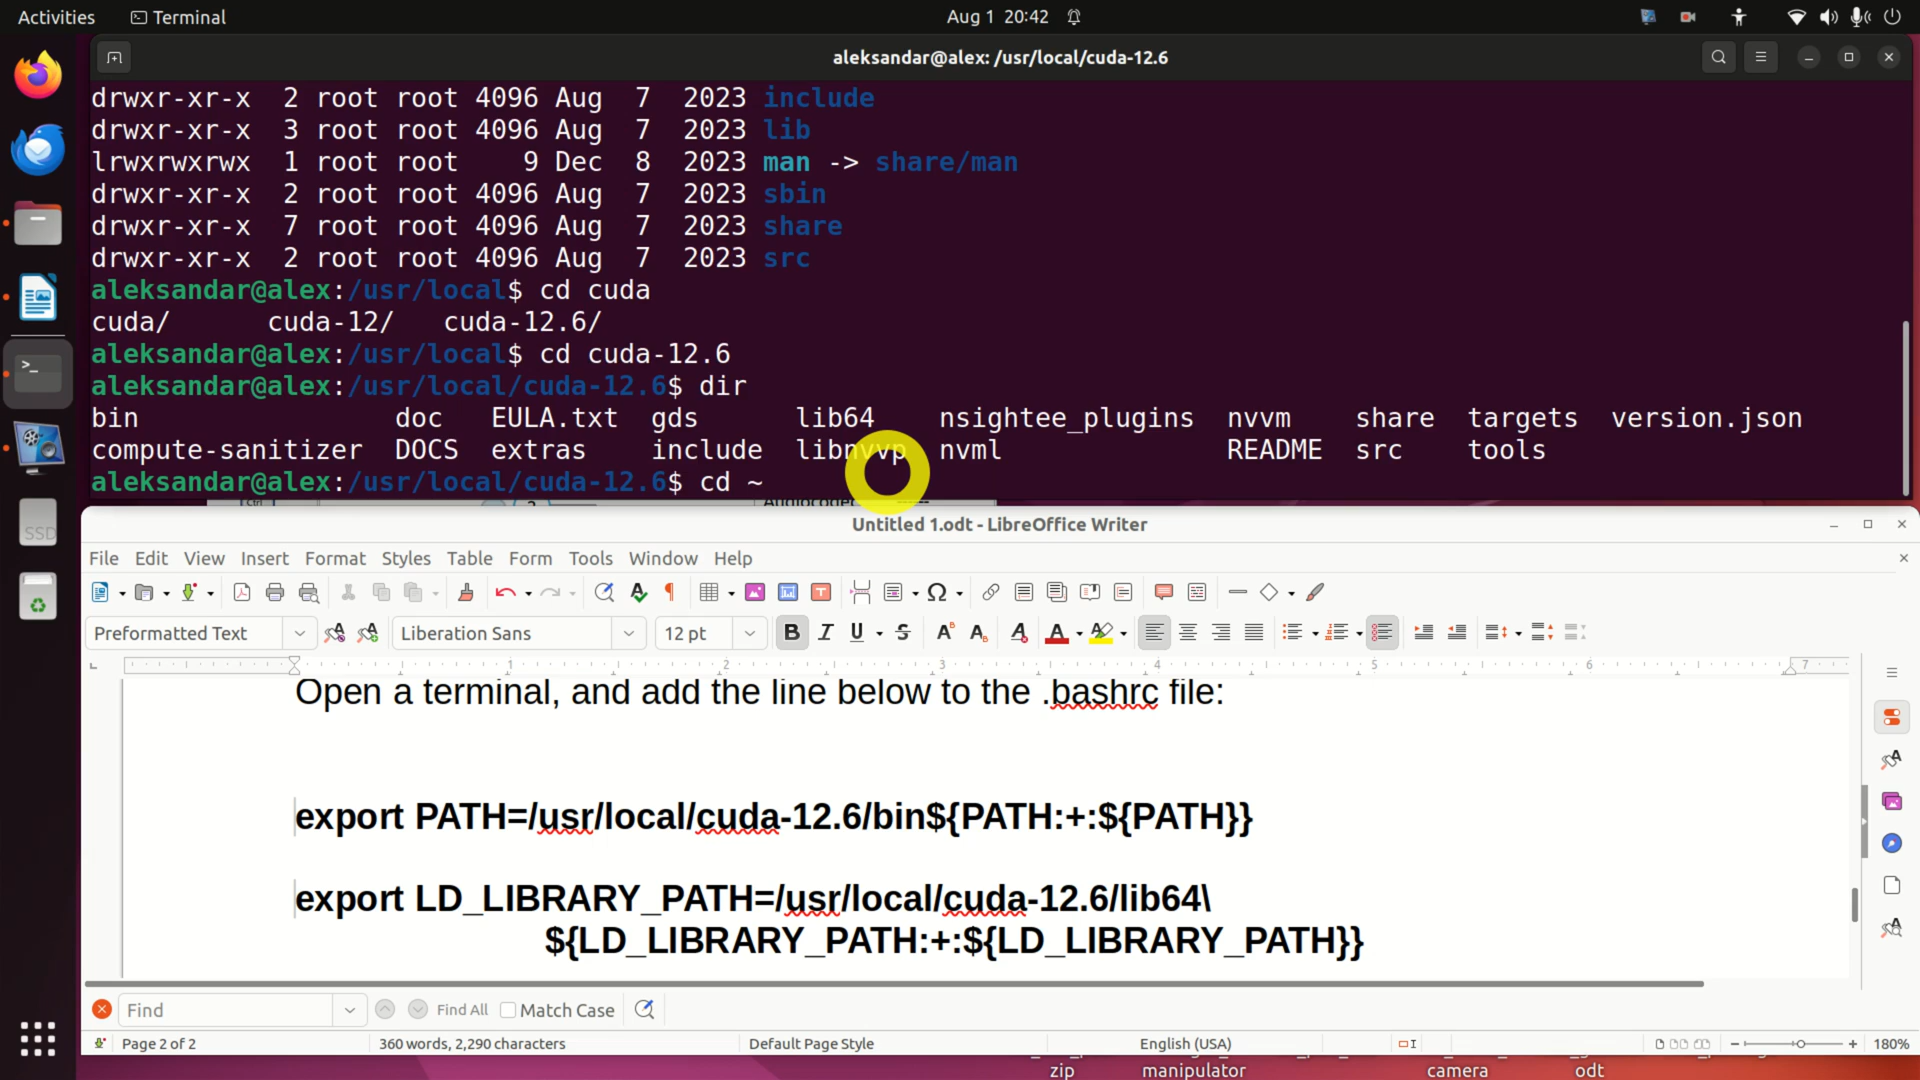 Activities Terminal Aug 1 20:42
aleksandar@alex: /usr/local/cuda-12.6
drwxr-xr-x 2 root root 4096 Aug 7 2023 include
drwxr-xr-x 3 root root 4096 Aug 7 2023 lib
lrwxrwxrwx 1 root root 9 Dec 8 2023 man -> share/man
drwxr-xr-x 2 root root 4096 Aug 7 2023 sbin
drwxr-xr-x 7 root root 4096 Aug 7 2023 share
drwxr-xr-x 2 root root 4096 Aug 7 2023 src
aleksandar@alex:/usr/local$ cd cuda
cuda/ cuda-12/ cuda-12.6/
aleksandar@alex:/usr/local$ cd cuda-12.6
aleksandar@alex:/usr/local/cuda-12.6$ dir
bin doc EULA.txt gds lib64 nsightee_plugins nvvm share targets version.json
compute-sanitizer DOCS extras include libnvvp nvml README src tools
aleksandar@alex:/usr/local/cuda-12.6$ cd ~
Untitled 1.odt - LibreOffice Writer
File Edit View Insert Format Styles Table Form Tools Window Help
Preformatted Text Liberation Sans 12 pt
1 2 3 4 5 6 7
Open a terminal, and add the line below to the .bashrc file:
export PATH=/usr/local/cuda-12.6/bin${PATH:+:${PATH}}
export LD_LIBRARY_PATH=/usr/local/cuda-12.6/lib64\
${LD_LIBRARY_PATH:+:${LD_LIBRARY_PATH}}
Find Find All Match Case
Page 2 of 2 360 words, 2,290 characters Default Page Style English (USA) 180%
zip manipulator camera odt
SSD